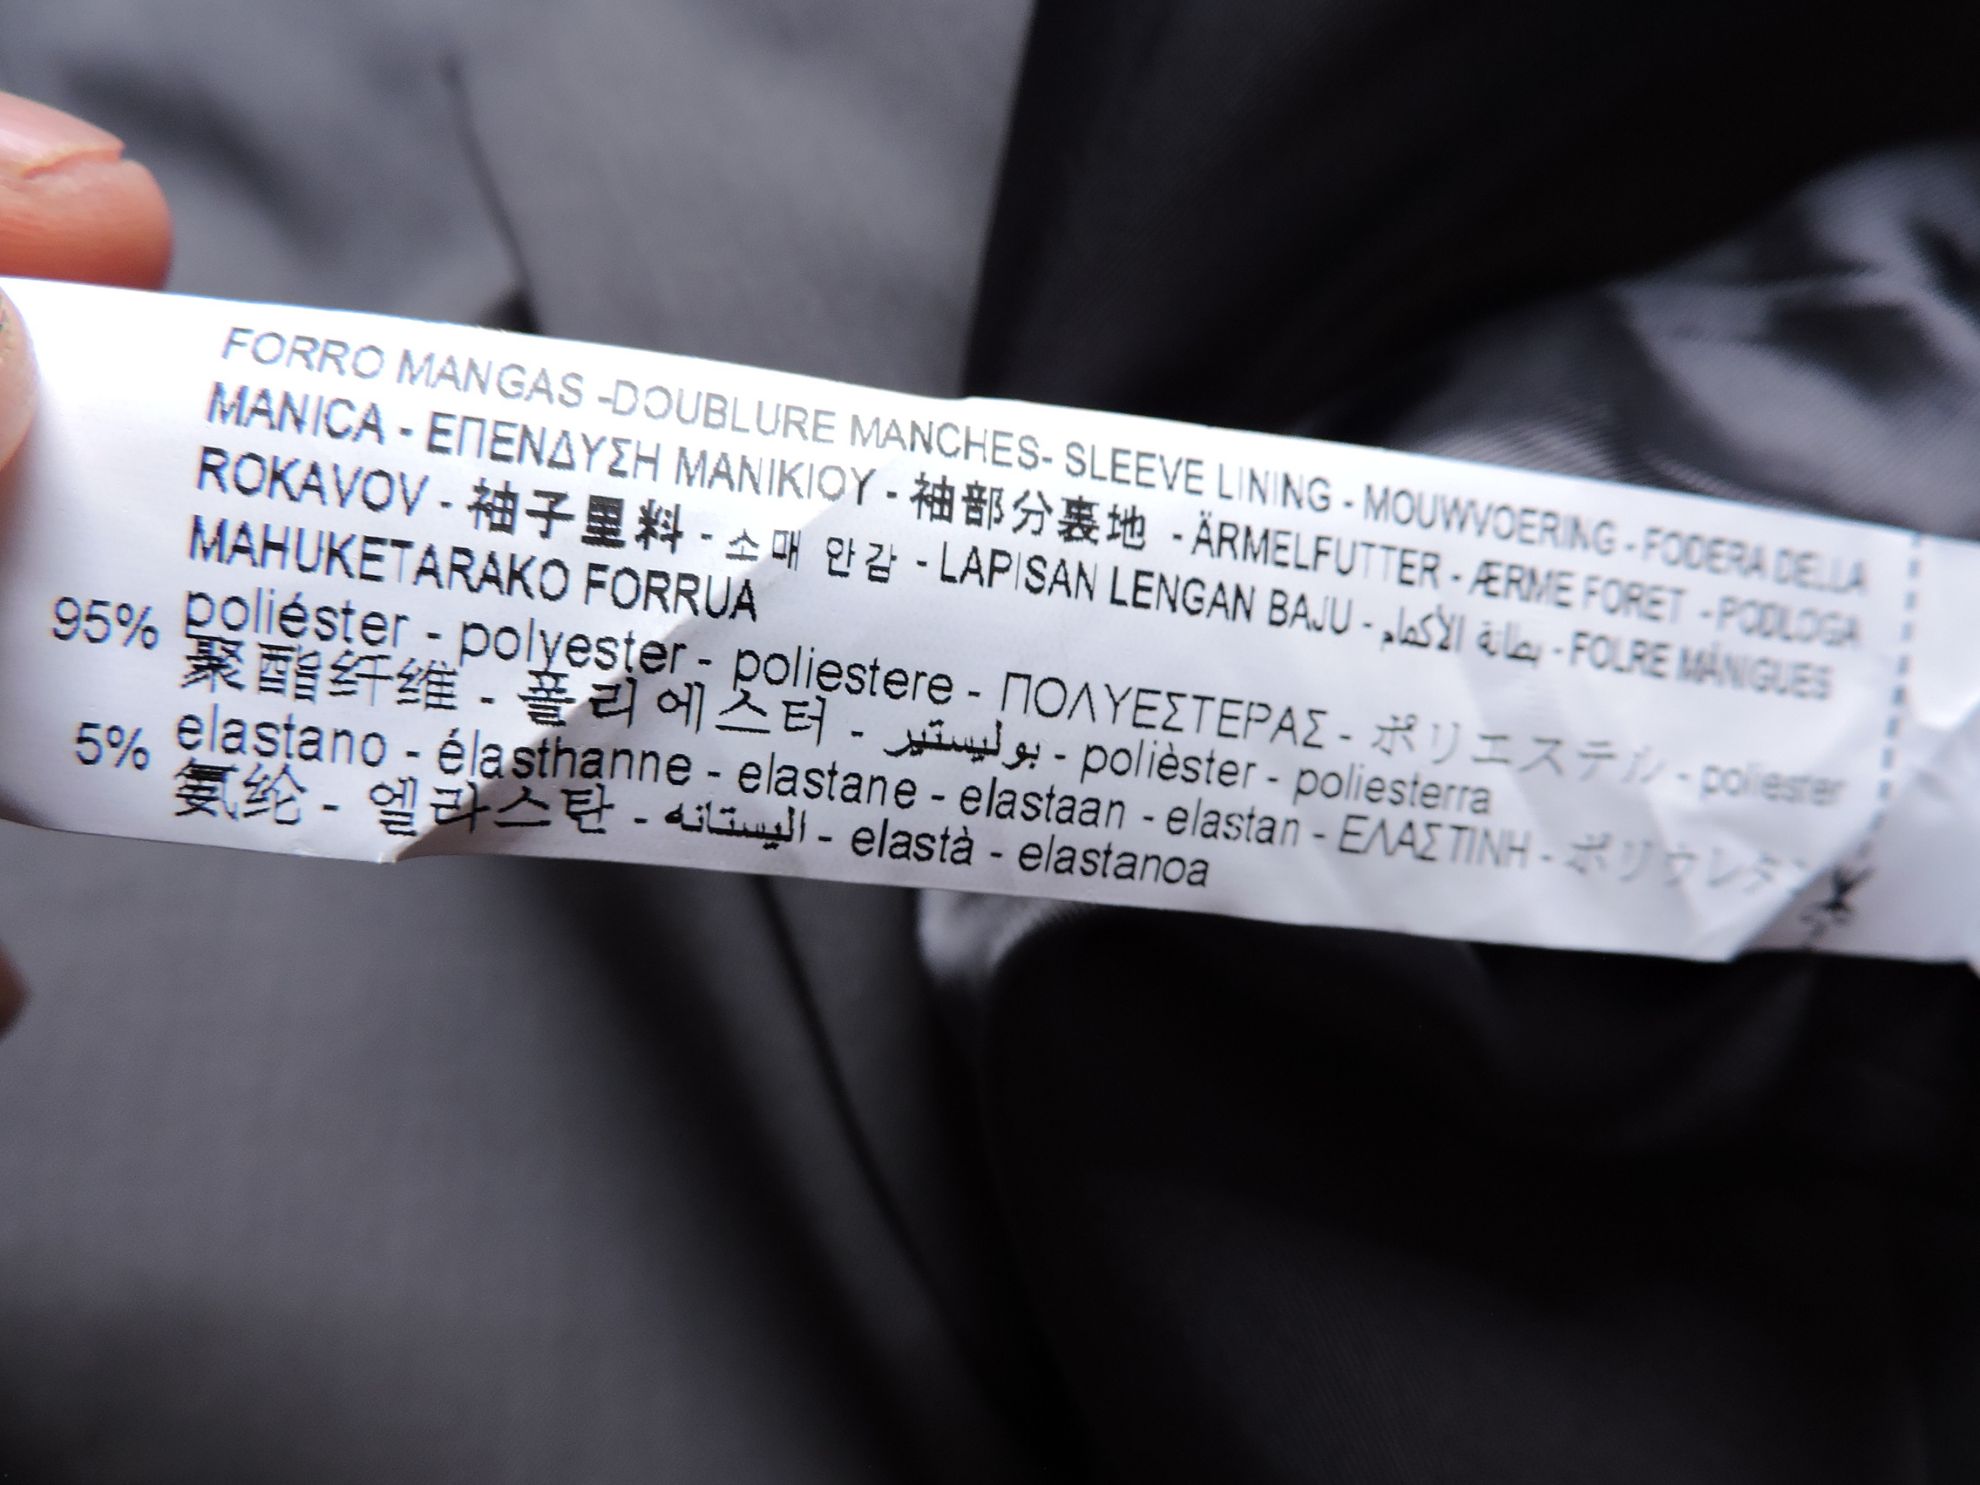 FORRO MANGAS -DOUBLURE MANCHES- SLEEVE LINING - MOUWVOERING - FODERA DELLA
MANICA - ΕΠΕΝΔΥΣΗ ΜΑΝΙΚΙΟΥ - 袖部分裏地 - ÄRMELFUTTER - ÆRME FORET - PODLOGA
ROKAVOV - 袖子里料 - 소매 안감 - LAPISAN LENGAN BAJU - بطانة الأكمام - FOLRE MÀNIGUES
MAHUKETARAKO FORRUA
95% poliéster - polyester - poliestere - ΠΟΛΥΕΣΤΕΡΑΣ - ポリエステル - poliester
聚酯纤维 - 폴리에스터 - بوليستير - polièster - poliesterra
5% elastano - élasthanne - elastane - elastaan - elastan - ΕΛΑΣΤΙΝΗ - ポリウレタン
氨纶 - 엘라스탄 - اليستانه - elastà - elastanoa